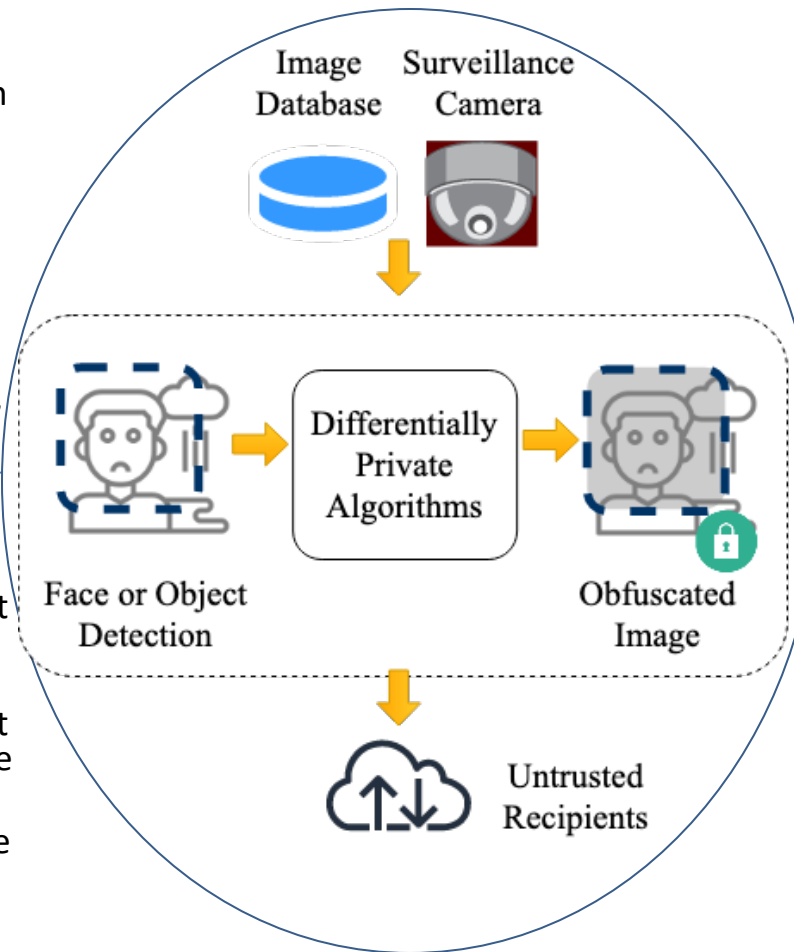 Image
Database
Surveillance
Camera
Differentially
Private
Algorithms
Face or Object
Detection
Obfuscated
Image
Untrusted
Recipients